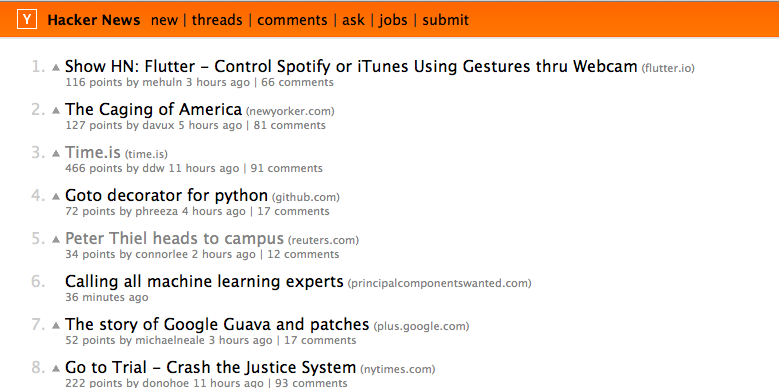 Y Hacker News new | threads | comments | ask | jobs | submit
1. Show HN: Flutter – Control Spotify or iTunes Using Gestures thru Webcam (flutter.io)
116 points by mehuln 3 hours ago | 66 comments
2. The Caging of America (newyorker.com)
127 points by davux 5 hours ago | 81 comments
3. Time.is (time.is)
466 points by ddw 11 hours ago | 91 comments
4. Goto decorator for python (github.com)
72 points by phreeza 4 hours ago | 17 comments
5. Peter Thiel heads to campus (reuters.com)
34 points by connorlee 2 hours ago | 12 comments
6. Calling all machine learning experts (principalcomponentswanted.com)
36 minutes ago
7. The story of Google Guava and patches (plus.google.com)
52 points by michaelneale 3 hours ago | 17 comments
8. Go to Trial – Crash the Justice System (nytimes.com)
222 points by donohoe 11 hours ago | 93 comments